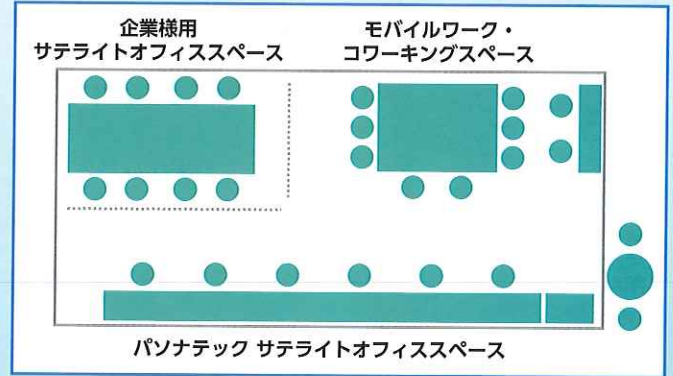 企業様用
サテライトオフィススペース
モバイルワーク・
コワーキングスペース
パソナテック サテライトオフィススペース